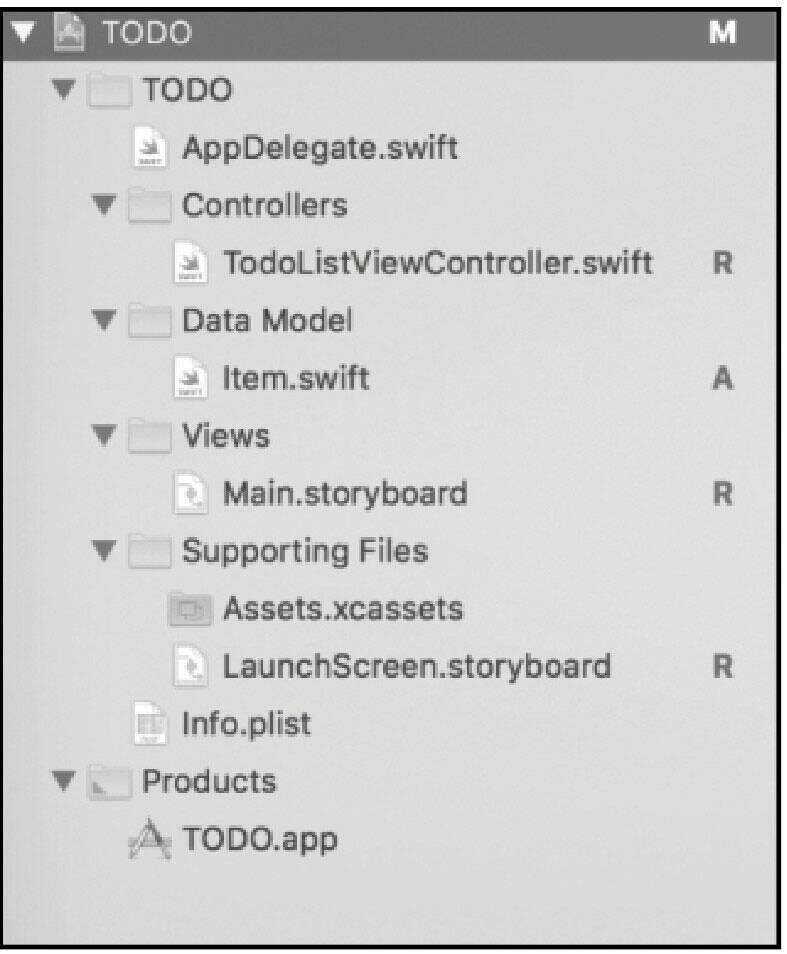 TODO M
TODO
AppDelegate.swift
Controllers
TodoListViewController.swift R
Data Model
Item.swift A
Views
Main.storyboard R
Supporting Files
Assets.xcassets
LaunchScreen.storyboard R
Info.plist
Products
TODO.app